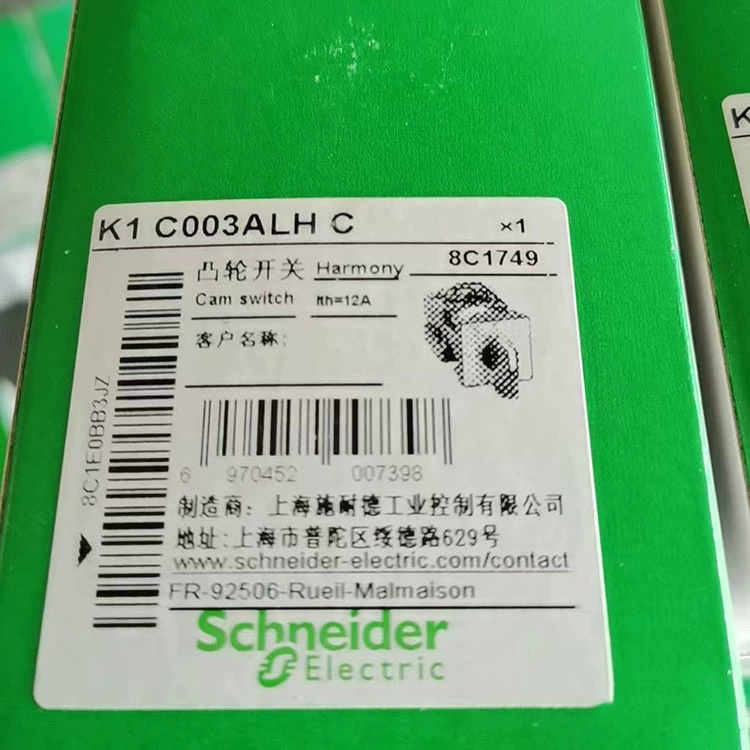 K1 C003ALH C ×1
8C1749
凸轮开关 Harmony
Cam switch Ith=12A
客户名称:
8C1E0BB3JZ
6 970452 007398
制造商: 上海施耐德工业控制有限公司
地址:上海市普陀区绥德路629号
www.schneider-electric.com/contact
FR-92506-Rueil-Malmaison
Schneider
Electric
K